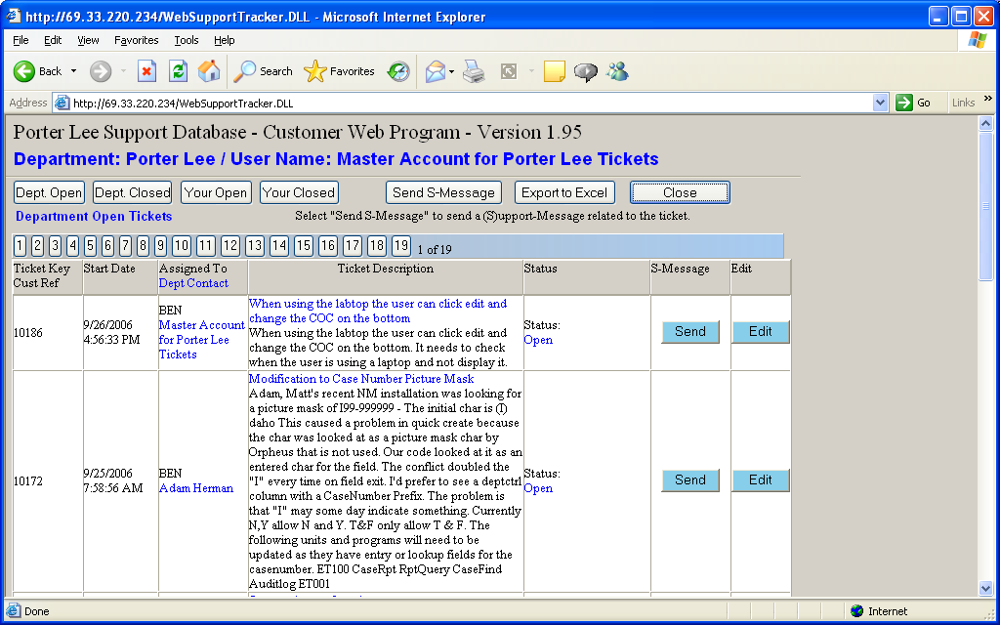 http://69.33.220.234/WebSupportTracker.DLL - Microsoft Internet Explorer
File Edit View Favorites Tools Help
Back Search Favorites
Address http://69.33.220.234/WebSupportTracker.DLL Go Links »
Porter Lee Support Database - Customer Web Program - Version 1.95
Department: Porter Lee / User Name: Master Account for Porter Lee Tickets
Dept. Open Dept. Closed Your Open Your Closed Send S-Message Export to Excel Close
Department Open Tickets Select "Send S-Message" to send a (S)upport-Message related to the ticket.
1 2 3 4 5 6 7 8 9 10 11 12 13 14 15 16 17 18 19 1 of 19
Ticket Key Start Date Assigned To Ticket Description Status S-Message Edit
Cust Ref Dept Contact
10186
9/26/2006
4:56:33 PM
BEN
Master Account
for Porter Lee
Tickets
When using the labtop the user can click edit and
change the COC on the bottom
When using the labtop the user can click edit and
change the COC on the bottom. It needs to check
when the user is using a laptop and not display it.
Status:
Open
Send
Edit
10172
9/25/2006
7:58:56 AM
BEN
Adam Herman
Modification to Case Number Picture Mask
Adam, Matt's recent NM installation was looking for
a picture mask of I99-999999 - The initial char is (I)
daho This caused a problem in quick create because
the char was looked at as a picture mask char by
Orpheus that is not used. Our code looked at it as an
entered char for the field. The conflict doubled the
"I" every time on field exit. I'd prefer to see a deptctrl
column with a CaseNumber Prefix. The problem is
that "I" may some day indicate something. Currently
N,Y allow N and Y. T&F only allow T & F. The
following units and programs will need to be
updated as they have entry or lookup fields for the
casenumber. ET100 CaseRpt RptQuery CaseFind
Auditlog ET001
Status:
Open
Send
Edit
Done Internet